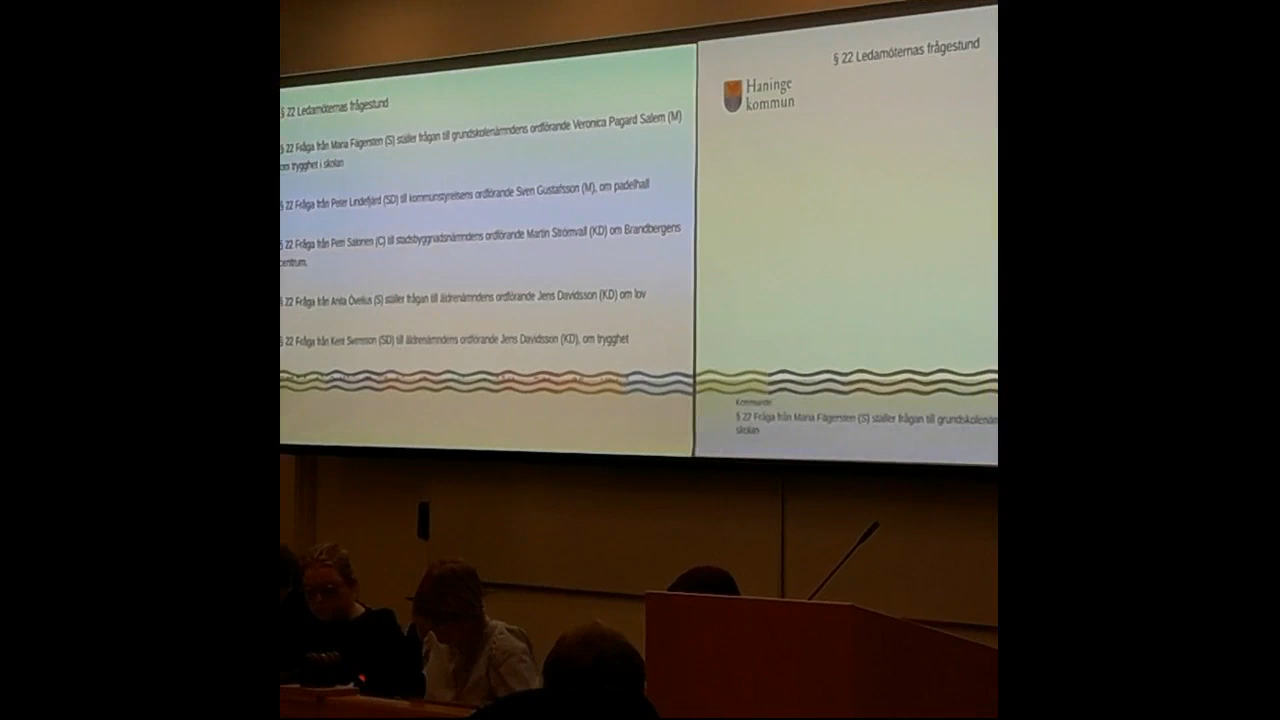 § 22 Ledamöternas frågestund
§ 22 Fråga från Maria Fägersten (S) ställer frågan till grundskolenämndens ordförande Veronica Pagard Salem (M)
om trygghet i skolan
§ 22 Fråga från Peter Lindefjärd (SD) till kommunstyrelsens ordförande Sven Gustafsson (M), om padelhall
§ 22 Fråga från Petri Salonen (C) till stadsbyggnadsnämndens ordförande Martin Strömvall (KD) om Brandbergens
centrum.
§ 22 Fråga från Anita Övelius (S) ställer frågan till äldrenämndens ordförande Jens Davidsson (KD) om lov
§ 22 Fråga från Kent Svensson (SD) till äldrenämndens ordförande Jens Davidsson (KD), om trygghet
§ 22 Ledamöternas frågestund
Haninge
kommun
§ 22 Fråga från Maria Fägersten (S) ställer frågan till grundskolenäm
skolan